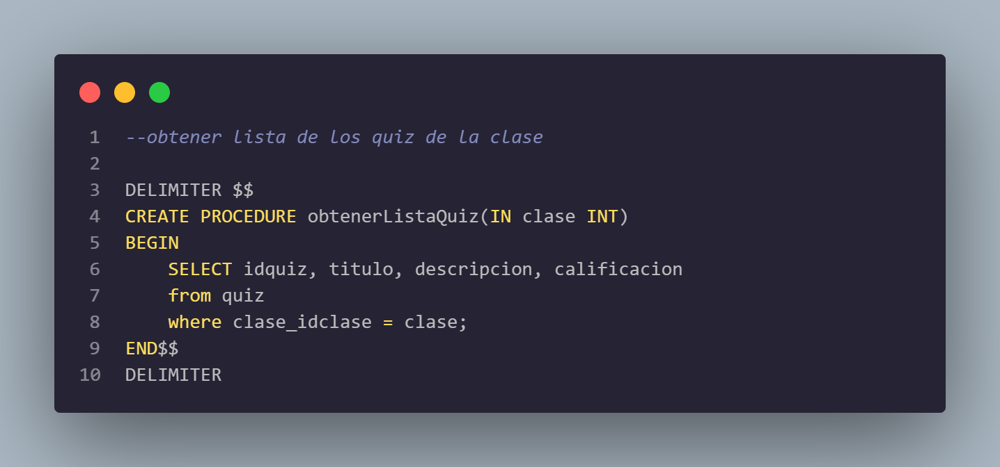 1 --obtener lista de los quiz de la clase
2
3 DELIMITER $$
4 CREATE PROCEDURE obtenerListaQuiz(IN clase INT)
5 BEGIN
6     SELECT idquiz, titulo, descripcion, calificacion
7     from quiz
8     where clase_idclase = clase;
9 END$$
10 DELIMITER